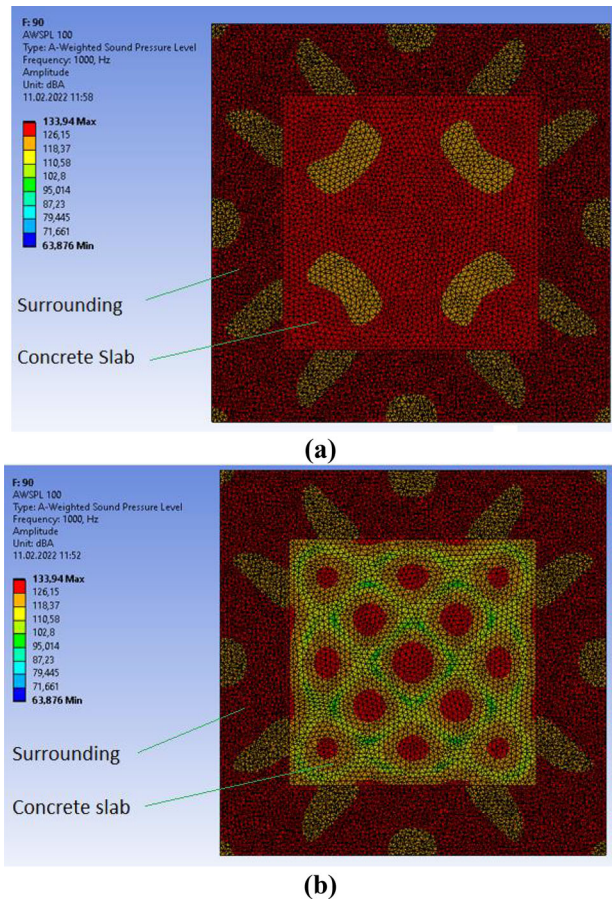 F: 90
AWSPL 100
Type: A-Weighted Sound Pressure Level
Frequency: 1000, Hz
Amplitude
Unit: dBA
11.02.2022 11:58
133,94 Max
126,15
118,37
110,58
102,8
95,014
87,23
79,445
71,661
63,876 Min
Surrounding
Concrete Slab
(a)
F: 90
AWSPL 100
Type: A-Weighted Sound Pressure Level
Frequency: 1000, Hz
Amplitude
Unit: dBA
11.02.2022 11:52
133,94 Max
126,15
118,37
110,58
102,8
95,014
87,23
79,445
71,661
63,876 Min
Surrounding
Concrete slab
(b)